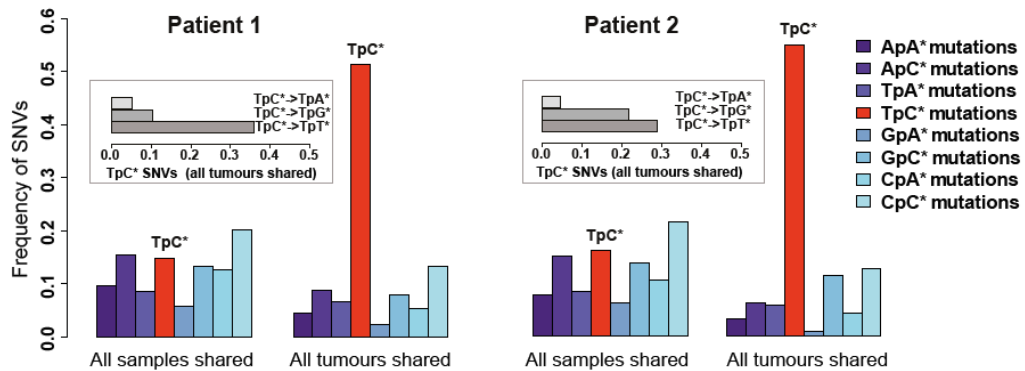 Patient 1
Patient 2
Frequency of SNVs
0.6
0.5
0.4
0.3
0.2
0.1
0.0
TpC*
TpC*
TpC*->TpA*
TpC*->TpG*
TpC*->TpT*
0.0 0.1 0.2 0.3 0.4 0.5
TpC* SNVs (all tumours shared)
TpC*
TpC*
TpC*->TpA*
TpC*->TpG*
TpC*->TpT*
0.0 0.1 0.2 0.3 0.4 0.5
TpC* SNVs (all tumours shared)
ApA* mutations
ApC* mutations
TpA* mutations
TpC* mutations
GpA* mutations
GpC* mutations
CpA* mutations
CpC* mutations
All samples shared
All tumours shared
All samples shared
All tumours shared